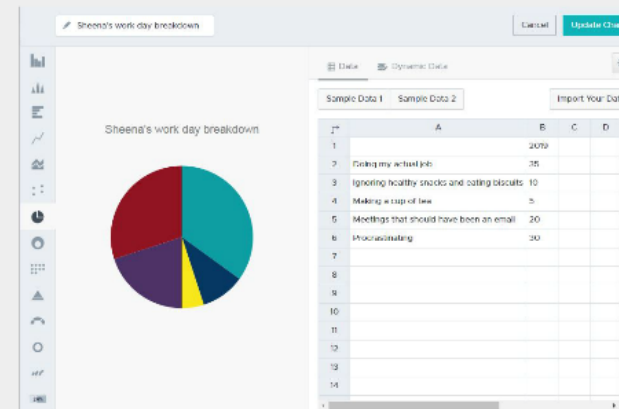 Sheena's work day breakdown
Cancel
Update Cha
Data
Dynamic Data
Sample Data 1
Sample Data 2
Import Your Dat
Sheena's work day breakdown
A B C D
1 2019
2 Doing my actual job 35
3 Ignoring healthy snacks and eating biscuits 10
4 Making a cup of tea 5
5 Meetings that should have been an email 20
6 Procrastinating 30
7
8
9
10
11
12
13
14